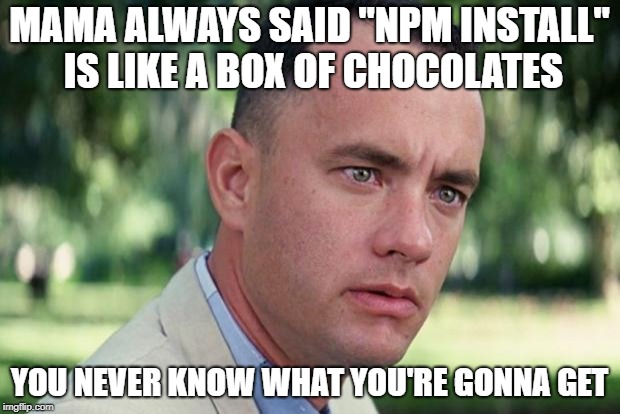 MAMA ALWAYS SAID "NPM INSTALL"
IS LIKE A BOX OF CHOCOLATES
YOU NEVER KNOW WHAT YOU'RE GONNA GET
imgflip.com